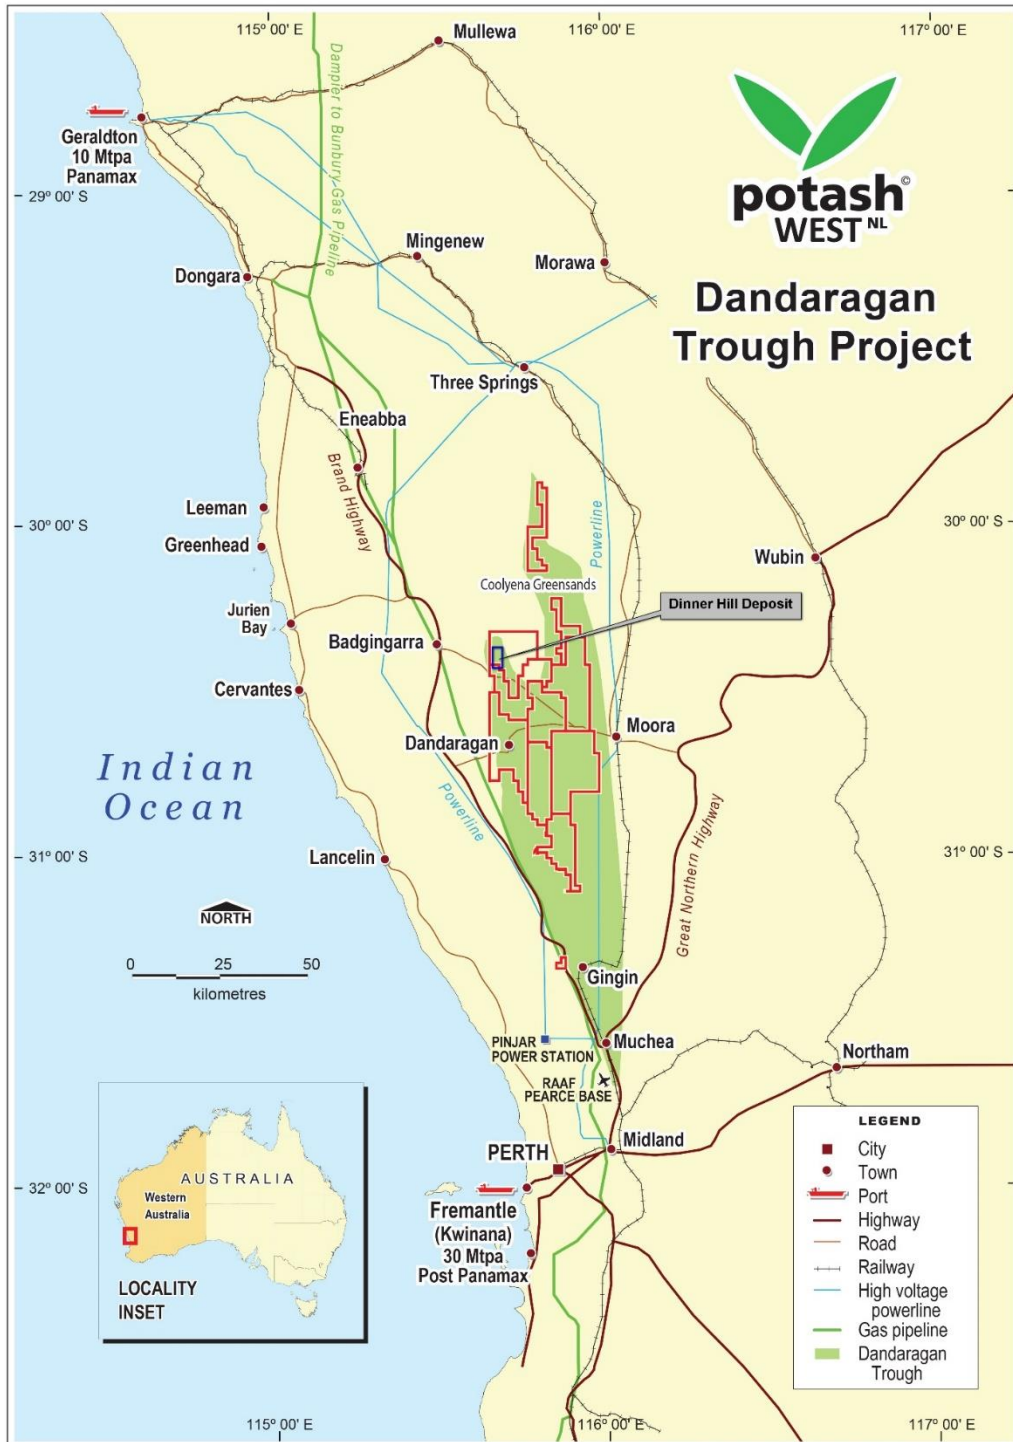 115º 00' E
116º 00' E
117º 00' E
Mullewa
Dampier to Bunbury Gas Pipeline
Geraldton
10 Mtpa
Panamax
potash©
WEST NL
29º 00' S
Mingenew
Morawa
Dongara
Dandaragan
Trough Project
Three Springs
Eneabba
Brand Highway
Leeman
Powerline
30º 00' S
30º 00' S
Greenhead
Wubin
Coolyena Greensands
Dinner Hill Deposit
Jurien
Bay
Badgingarra
Cervantes
Moora
Dandaragan
Indian
Ocean
Powerline
Great Northern Highway
Lancelin
31º 00' S
31º 00' S
NORTH
0 25 50
kilometres
Gingin
PINJAR
POWER STATION
Muchea
Northam
RAAF
PEARCE BASE
Midland
PERTH
32º 00' S
Fremantle
(Kwinana)
30 Mtpa
Post Panamax
AUSTRALIA
Western
Australia
LOCALITY
INSET
LEGEND
City
Town
Port
Highway
Road
Railway
High voltage
powerline
Gas pipeline
Dandaragan
Trough
115º 00' E
116º 00' E
117º 00' E